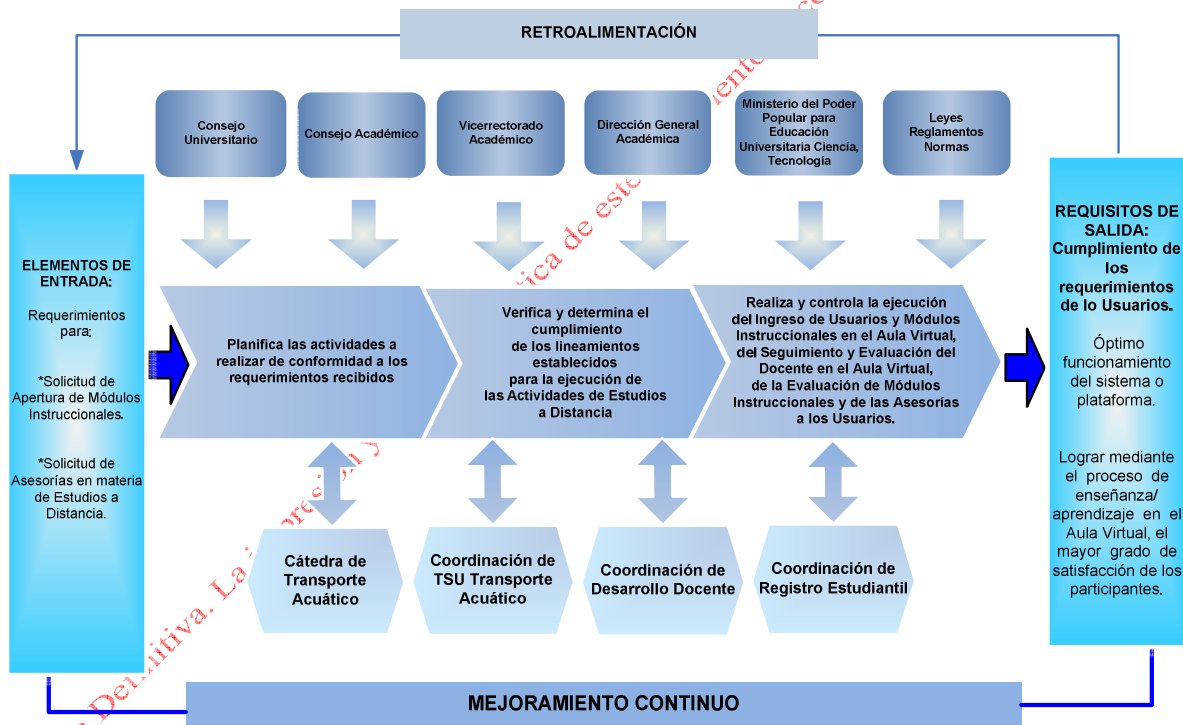 RETROALIMENTACIÓN
Consejo
Universitario
Consejo Académico
Vicerrectorado
Académico
Dirección General
Académica
Ministerio del Poder
Popular para
Educación
Universitaria Ciencia,
Tecnología
Leyes
Reglamentos
Normas
ELEMENTOS DE
ENTRADA:
Requerimientos
para:
*Solicitud de
Apertura de Módulos
Instruccionales.
*Solicitud de
Asesorías en materia
de Estudios a
Distancia.
Planifica las actividades a
realizar de conformidad a los
requerimientos recibidos
Verifica y determina el
cumplimiento
de los lineamientos
establecidos
para la ejecución de
las Actividades de Estudios
a Distancia
Realiza y controla la ejecución
del Ingreso de Usuarios y Módulos
Instruccionales en el Aula Virtual,
del Seguimiento y Evaluación del
Docente en el Aula Virtual,
de la Evaluación de Módulos
Instruccionales y de las Asesorías
a los Usuarios.
REQUISITOS DE
SALIDA:
Cumplimiento de
los
requerimientos
de lo Usuarios.
Óptimo
funcionamiento
del sistema o
plataforma.
Lograr mediante
el proceso de
enseñanza/
aprendizaje en el
Aula Virtual, el
mayor grado de
satisfacción de los
participantes.
Cátedra de
Transporte
Acuático
Coordinación de
TSU Transporte
Acuático
Coordinación de
Desarrollo Docente
Coordinación de
Registro Estudiantil
MEJORAMIENTO CONTINUO
La
de este